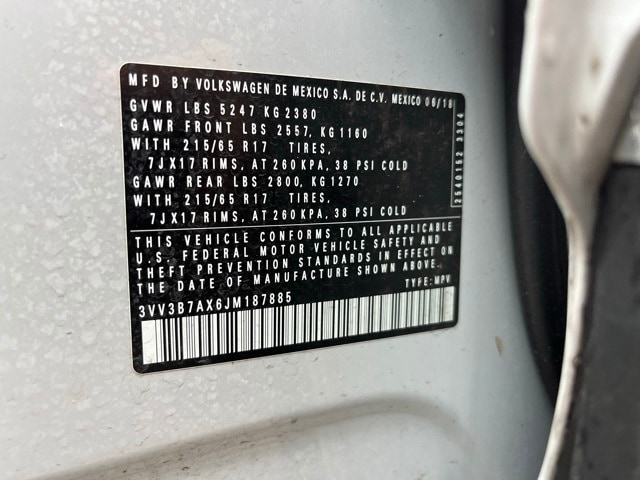 MFD BY VOLKSWAGEN DE MEXICO S.A. DE C.V. MEXICO 06/18
GVWR LBS 5247 KG 2380
GAWR FRONT LBS 2557, KG 1160
WITH 215/65 R17 TIRES,
7JX17 RIMS, AT 260 KPA, 38 PSI COLD
GAWR REAR LBS 2800, KG 1270
WITH 215/65 R17 TIRES,
7JX17 RIMS, AT 260 KPA, 38 PSI COLD
2540152 3304
THIS VEHICLE CONFORMS TO ALL APPLICABLE
U.S. FEDERAL MOTOR VEHICLE SAFETY AND
THEFT PREVENTION STANDARDS IN EFFECT ON
THE DATE OF MANUFACTURE SHOWN ABOVE.
3VV3B7AX6JM187885 TYPE: MPV